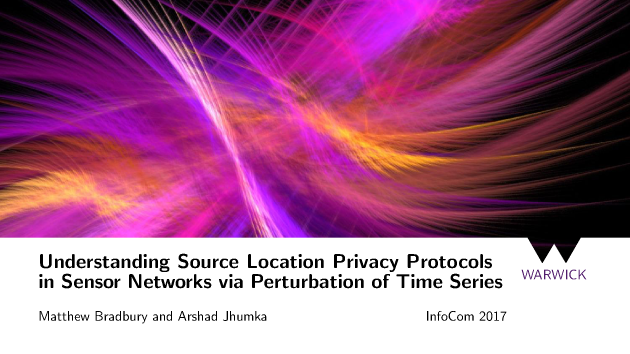 Understanding Source Location Privacy Protocols
in Sensor Networks via Perturbation of Time Series
WARWICK
Matthew Bradbury and Arshad Jhumka InfoCom 2017